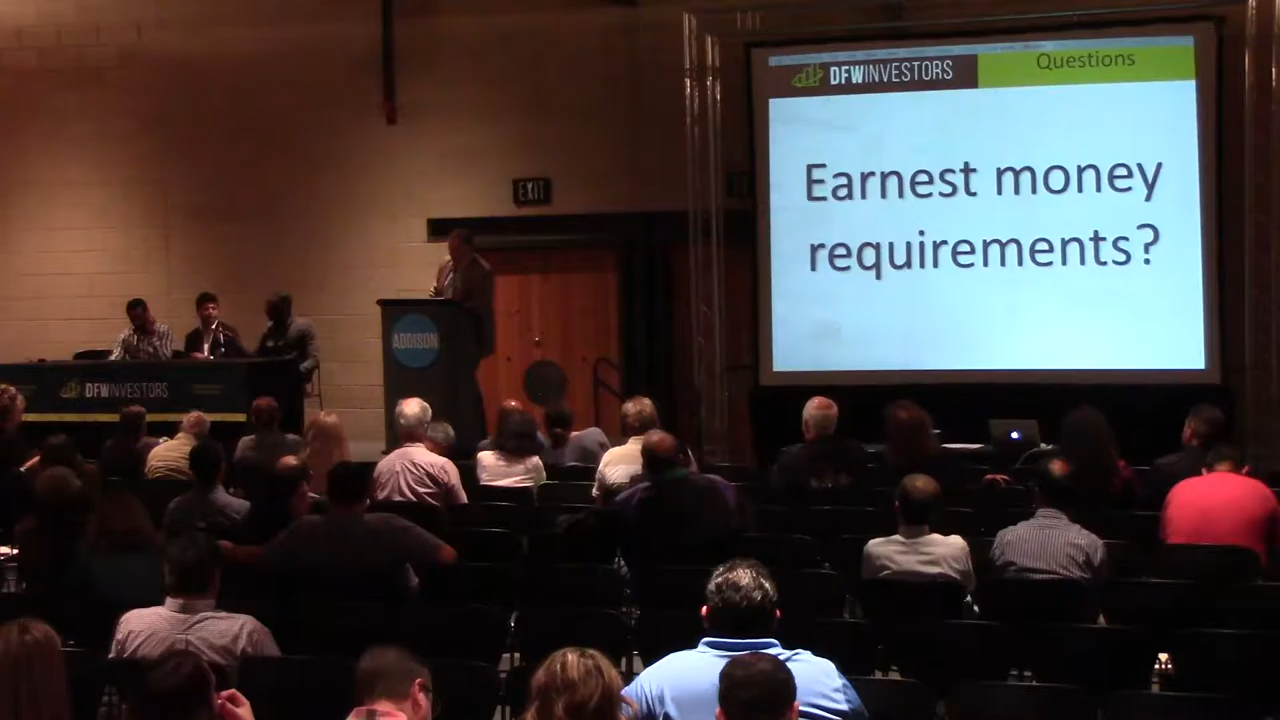 DFWINVESTORS
Questions
Earnest money
requirements?
EXIT
ADDISON
DFWINVESTORS